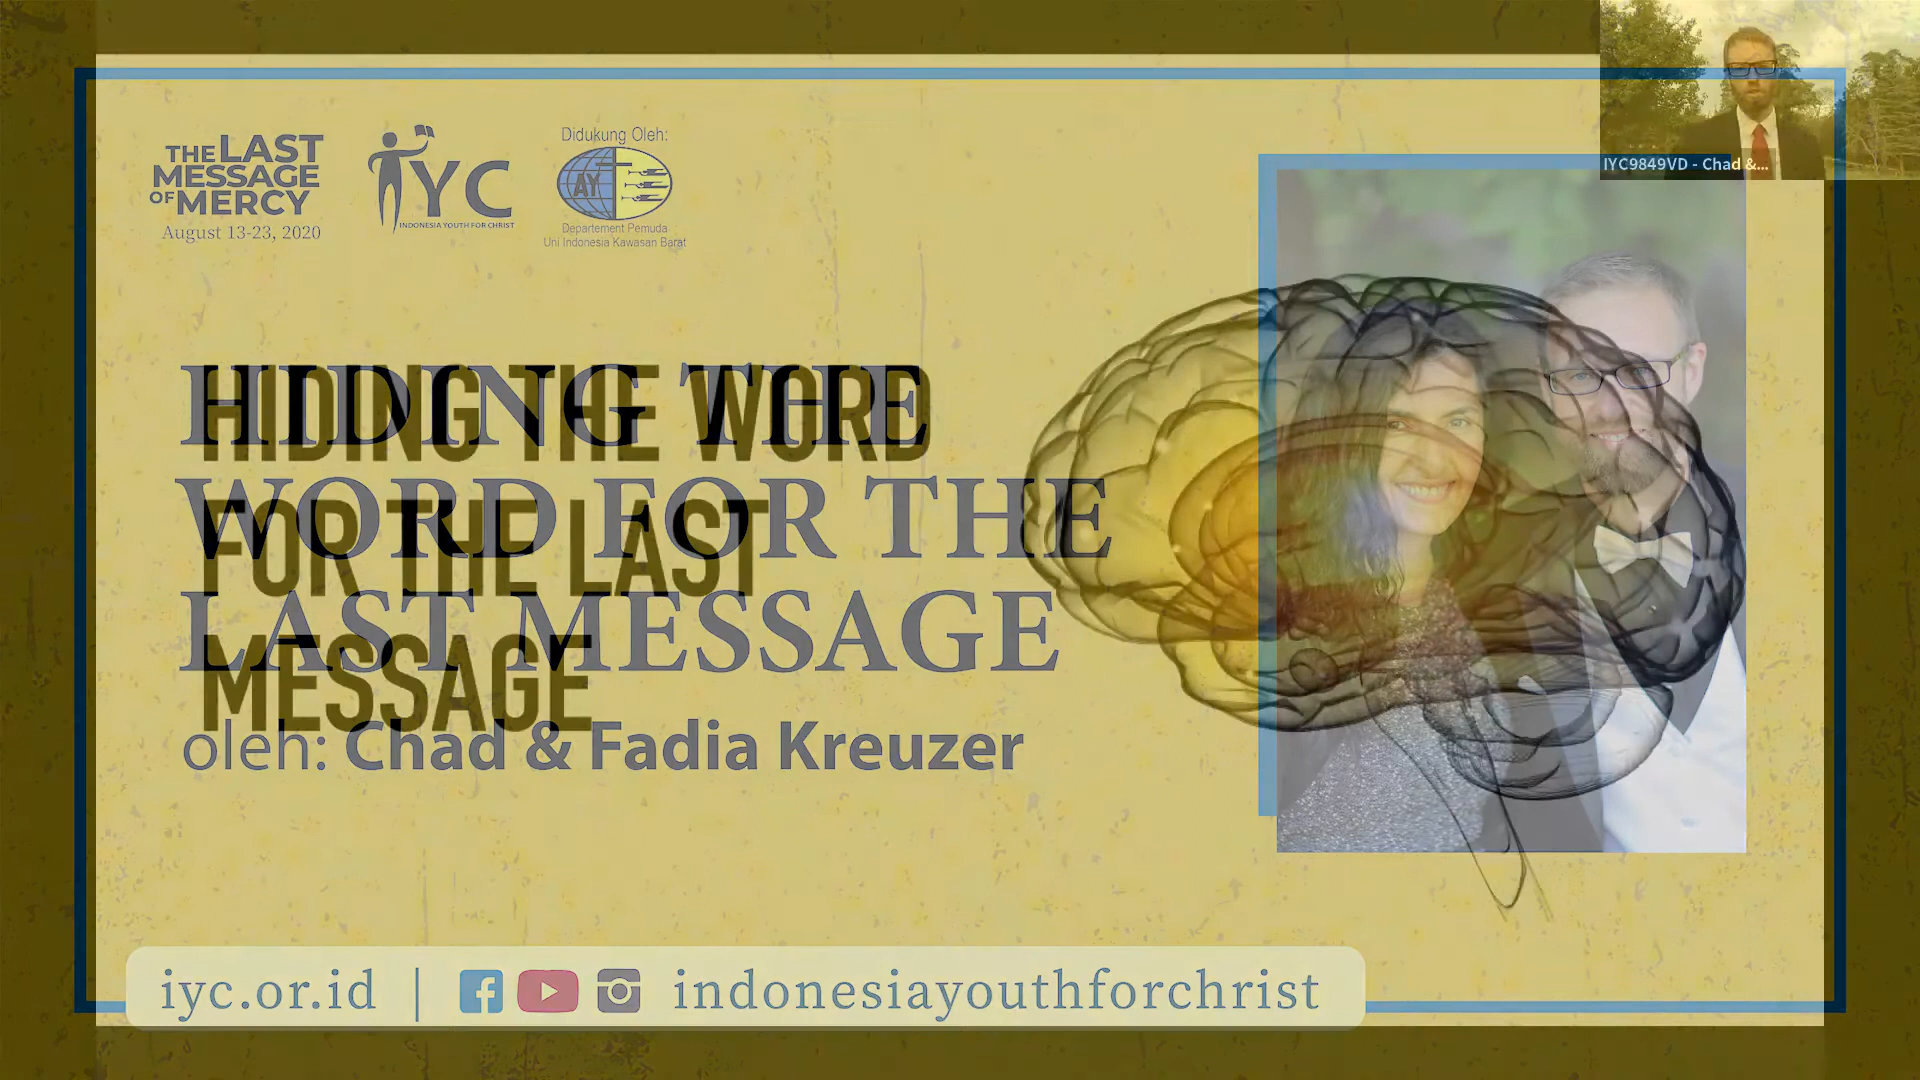 THE LAST
MESSAGE
OF MERCY
August 13-23, 2020
IYC
INDONESIA YOUTH FOR CHRIST
Didukung Oleh:
AY
Departement Pemuda
Uni Indonesia Kawasan Barat
IYC9849VD - Chad &...
HIDING THE
WORD FOR THE
LAST MESSAGE
HIDING THE WORD
FOR THE LAST
MESSAGE
oleh: Chad & Fadia Kreuzer
iyc.or.id | indonesiayouthforchrist